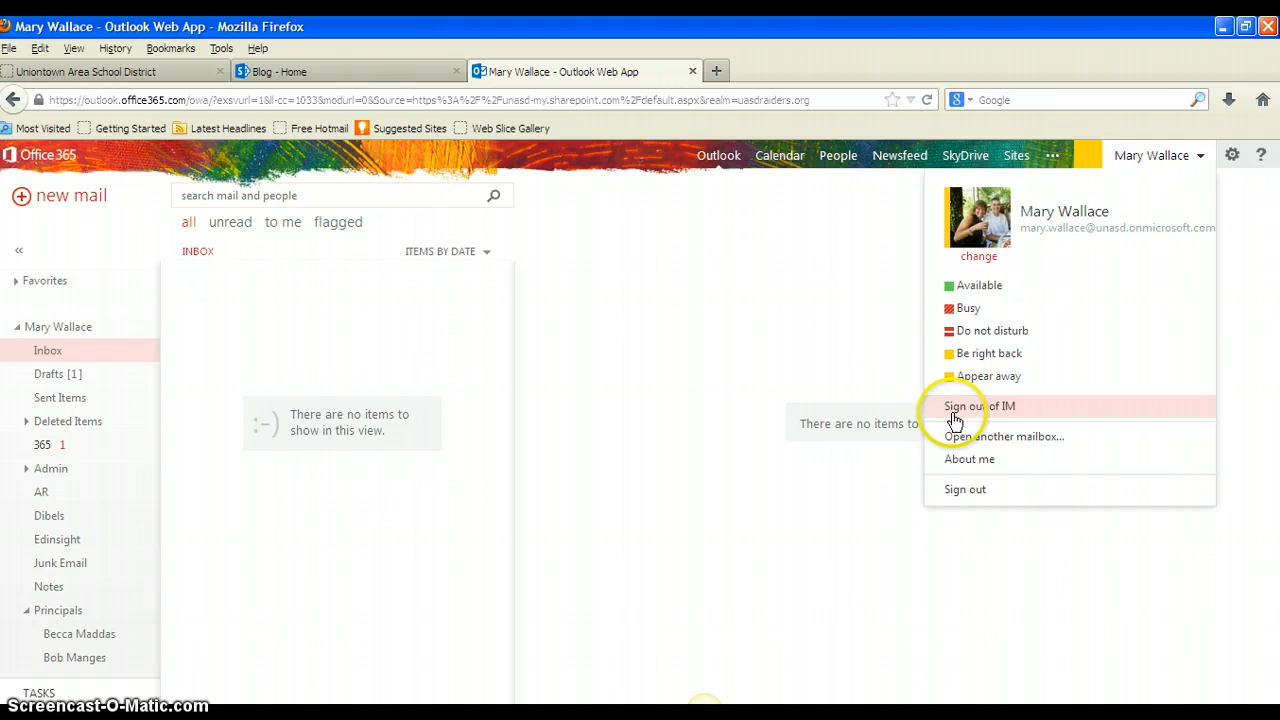 Mary Wallace - Outlook Web App - Mozilla Firefox
File Edit View History Bookmarks Tools Help
Uniontown Area School District Blog - Home Mary Wallace - Outlook Web App
https://outlook.office365.com/owa/?exsvurl=1&ll-cc=1033&modurl=0&Source=https%3A%2F%2Funasd-my.sharepoint.com%2Fdefault.aspx&realm=uasdraiders.org Google
Most Visited Getting Started Latest Headlines Free Hotmail Suggested Sites Web Slice Gallery
Office 365 Outlook Calendar People Newsfeed SkyDrive Sites ••• Mary Wallace ?
new mail
search mail and people
all unread to me flagged
INBOX ITEMS BY DATE
Favorites
Mary Wallace
Inbox
Drafts [1]
Sent Items
Deleted Items
365 1
Admin
AR
Dibels
Edinsight
Junk Email
Notes
Principals
Becca Maddas
Bob Manges
TASKS
:-) There are no items to
show in this view.
There are no items to
Mary Wallace
mary.wallace@unasd.onmicrosoft.com
change
Available
Busy
Do not disturb
Be right back
Appear away
Sign out of IM
Open another mailbox...
About me
Sign out
Screencast-O-Matic.com